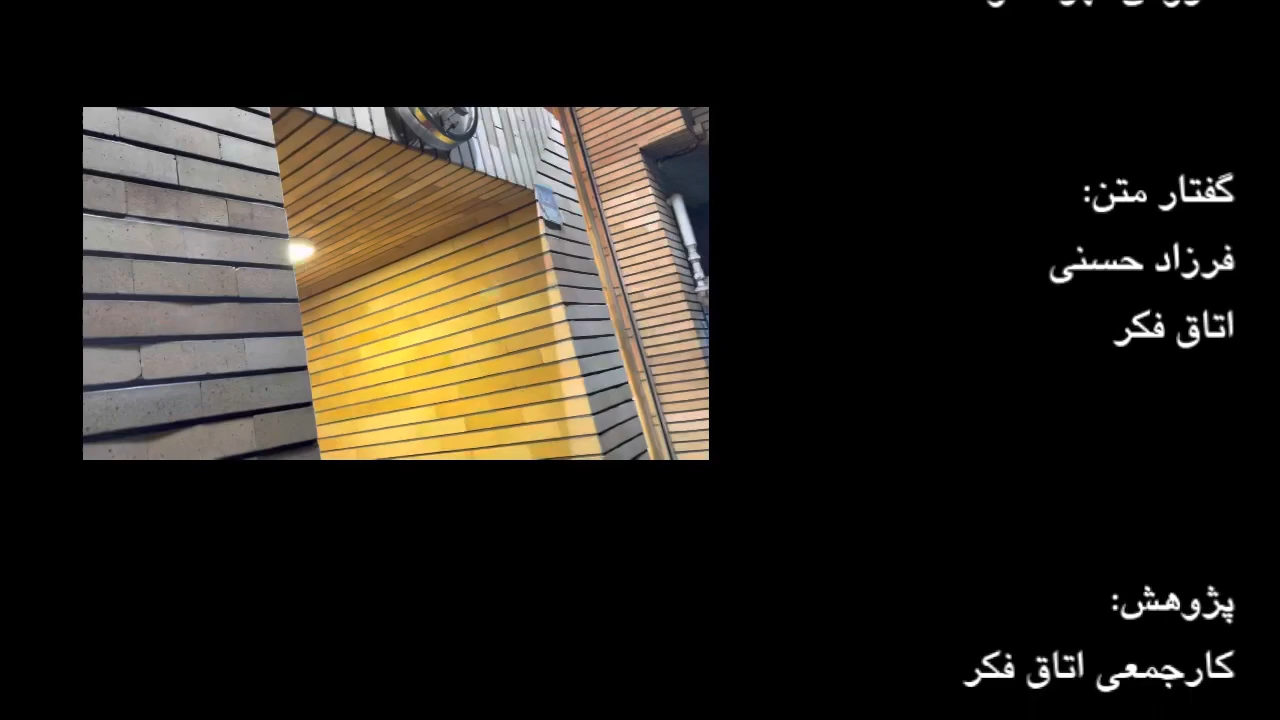 گفتار متن:
فرزاد حسنی
اتاق فکر
پژوهش:
کارجمعی اتاق فکر